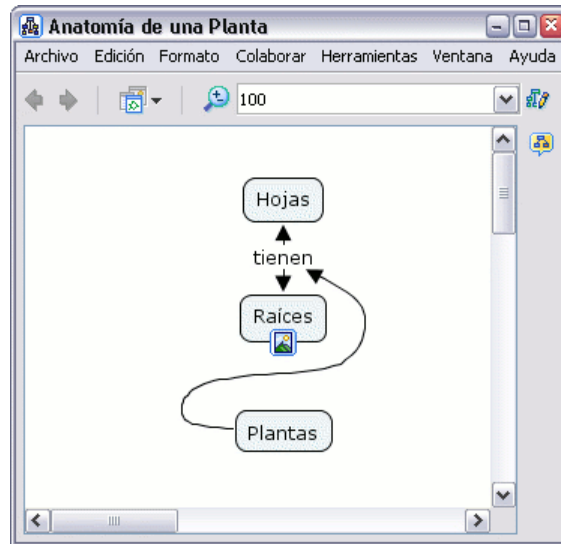 Anatomía de una Planta
Archivo Edición Formato Colaborar Herramientas Ventana Ayuda
100
Hojas
tienen
Raíces
Plantas